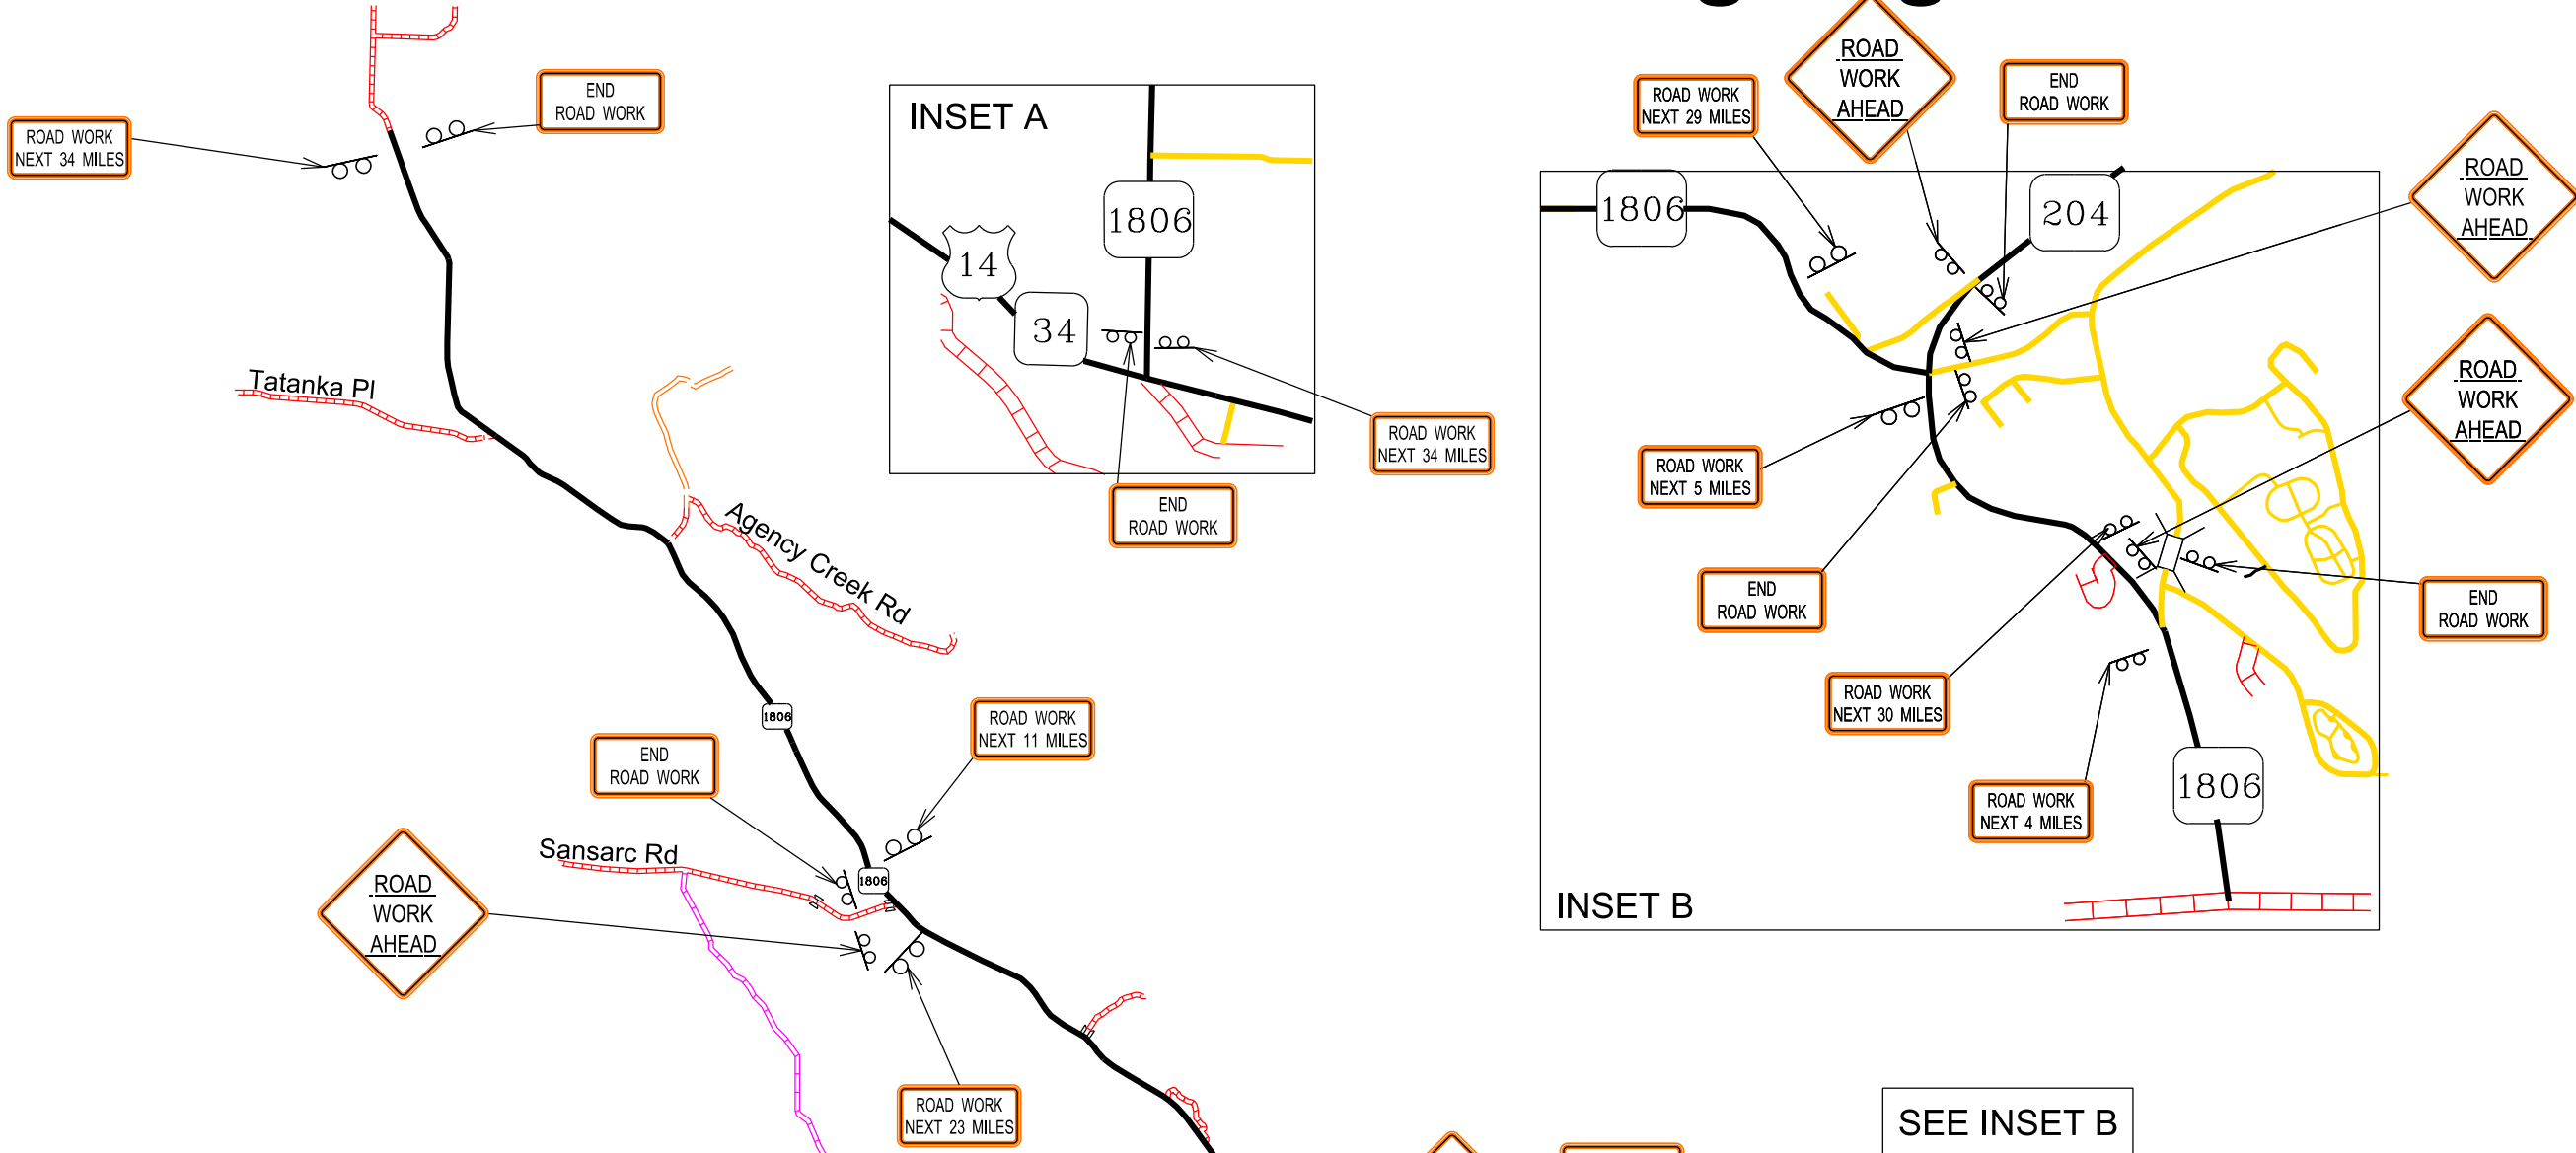 END
ROAD WORK
ROAD WORK
NEXT 34 MILES
Tatanka Pl
Agency Creek Rd
1806
ROAD WORK
NEXT 11 MILES
END
ROAD WORK
Sansarc Rd
1806
ROAD
WORK
AHEAD
ROAD WORK
NEXT 23 MILES
INSET A
1806
14
34
ROAD WORK
NEXT 34 MILES
END
ROAD WORK
ROAD
WORK
AHEAD
ROAD WORK
NEXT 29 MILES
END
ROAD WORK
ROAD
WORK
AHEAD
1806
204
ROAD
WORK
AHEAD
ROAD WORK
NEXT 5 MILES
END
ROAD WORK
END
ROAD WORK
ROAD WORK
NEXT 30 MILES
ROAD WORK
NEXT 4 MILES
1806
INSET B
SEE INSET B